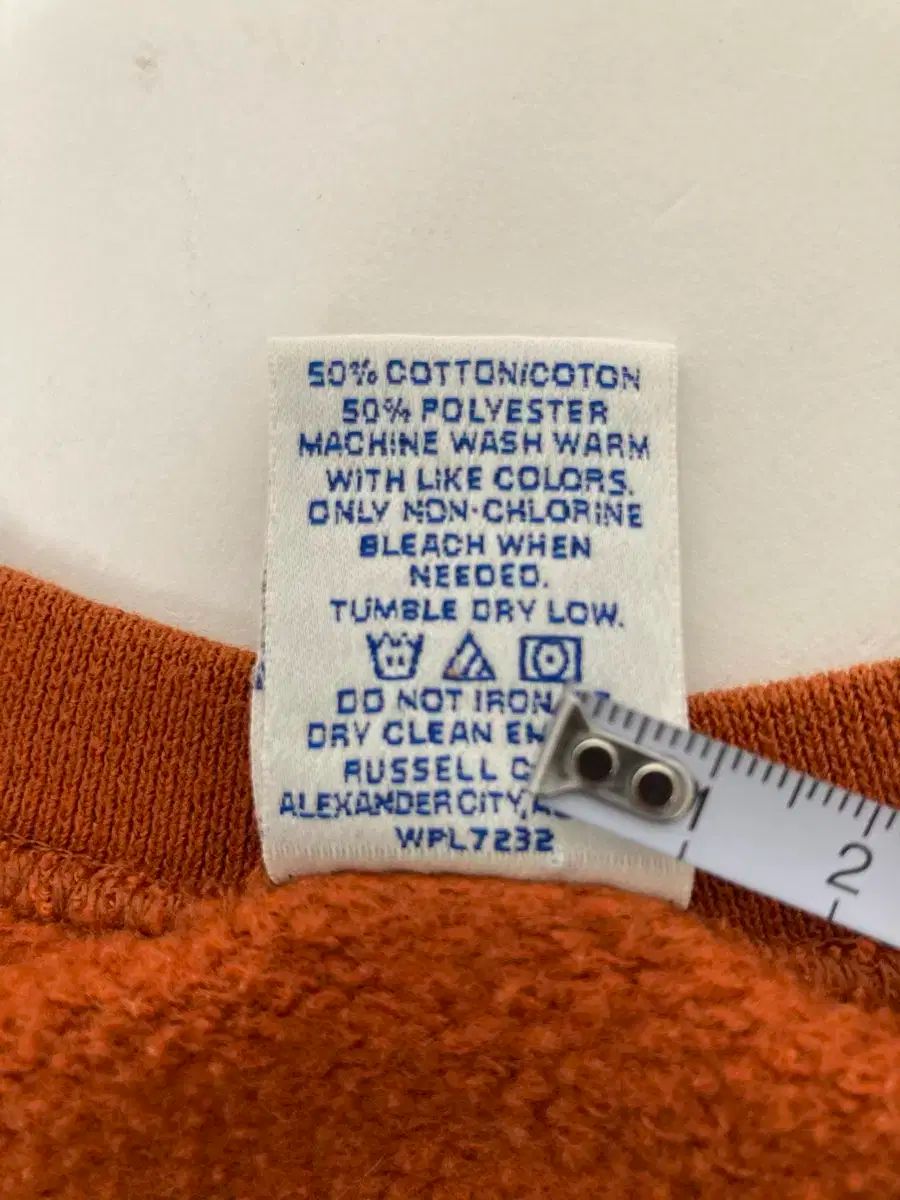 50% COTTON/COTON
50% POLYESTER
MACHINE WASH WARM
WITH LIKE COLORS.
ONLY NON-CHLORINE
BLEACH WHEN
NEEDED.
TUMBLE DRY LOW.
DO NOT IRON
DRY CLEAN
RUSSELL
ALEXANDER CITY,
WPL7232
2